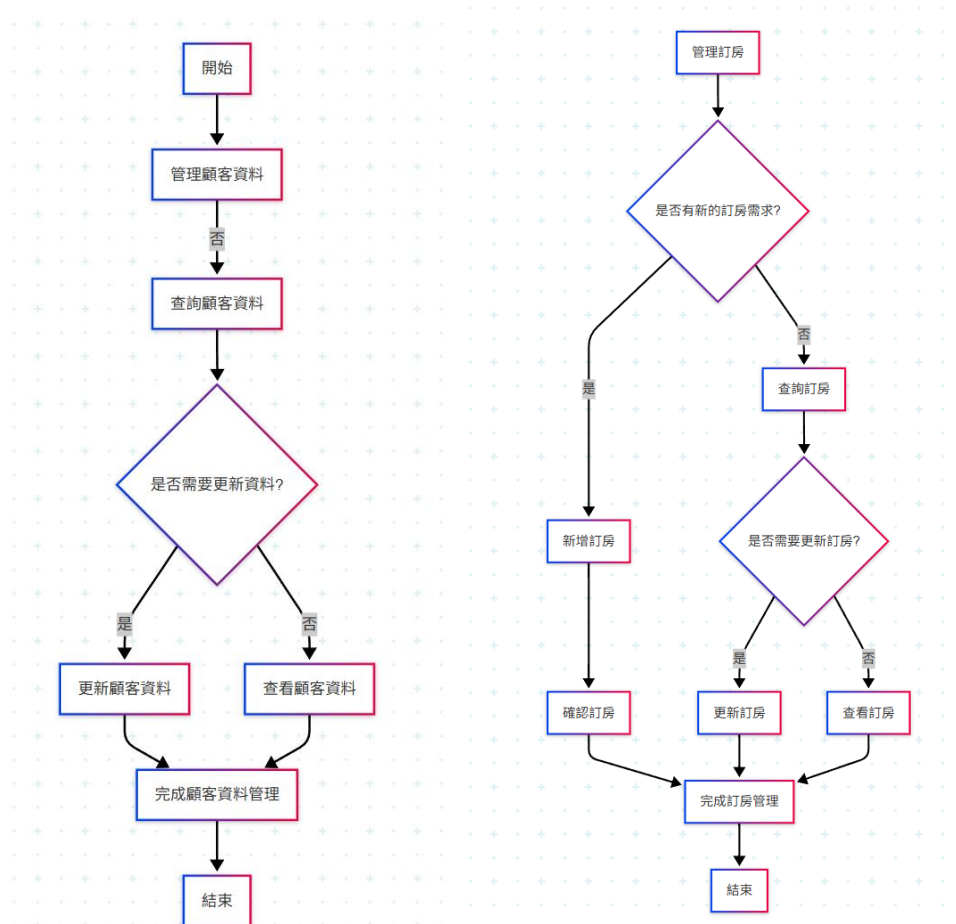 開始
管理顧客資料
否
查詢顧客資料
是否需要更新資料?
是
否
更新顧客資料
查看顧客資料
完成顧客資料管理
結束
管理訂房
是否有新的訂房需求?
是
否
查詢訂房
新增訂房
是否需要更新訂房?
是
否
確認訂房
更新訂房
查看訂房
完成訂房管理
結束